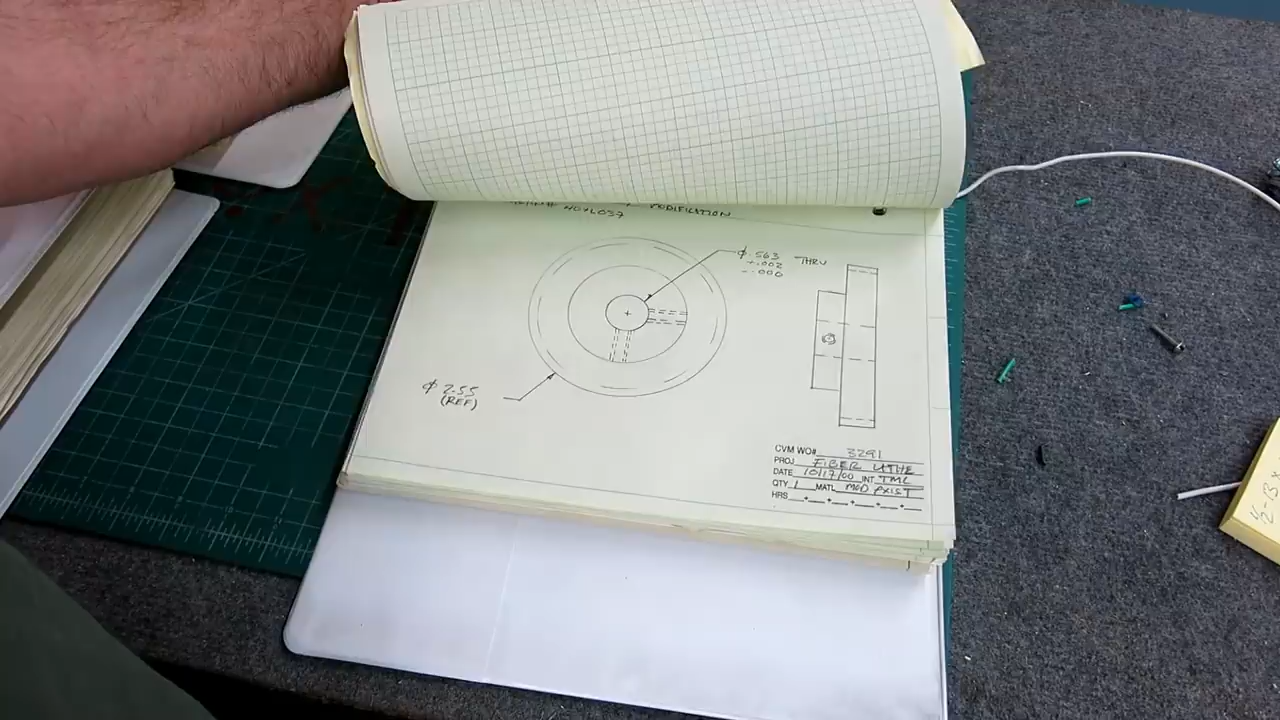 MODIFICATION
φ.563 THRU
+.002
-.000
φ 2.55
(REF)
CVM WO# 3291
PROJ FIBER LATHE
DATE 10/17/00 INT TML
QTY 1 MATL MOD EXIST
HRS + + + + +